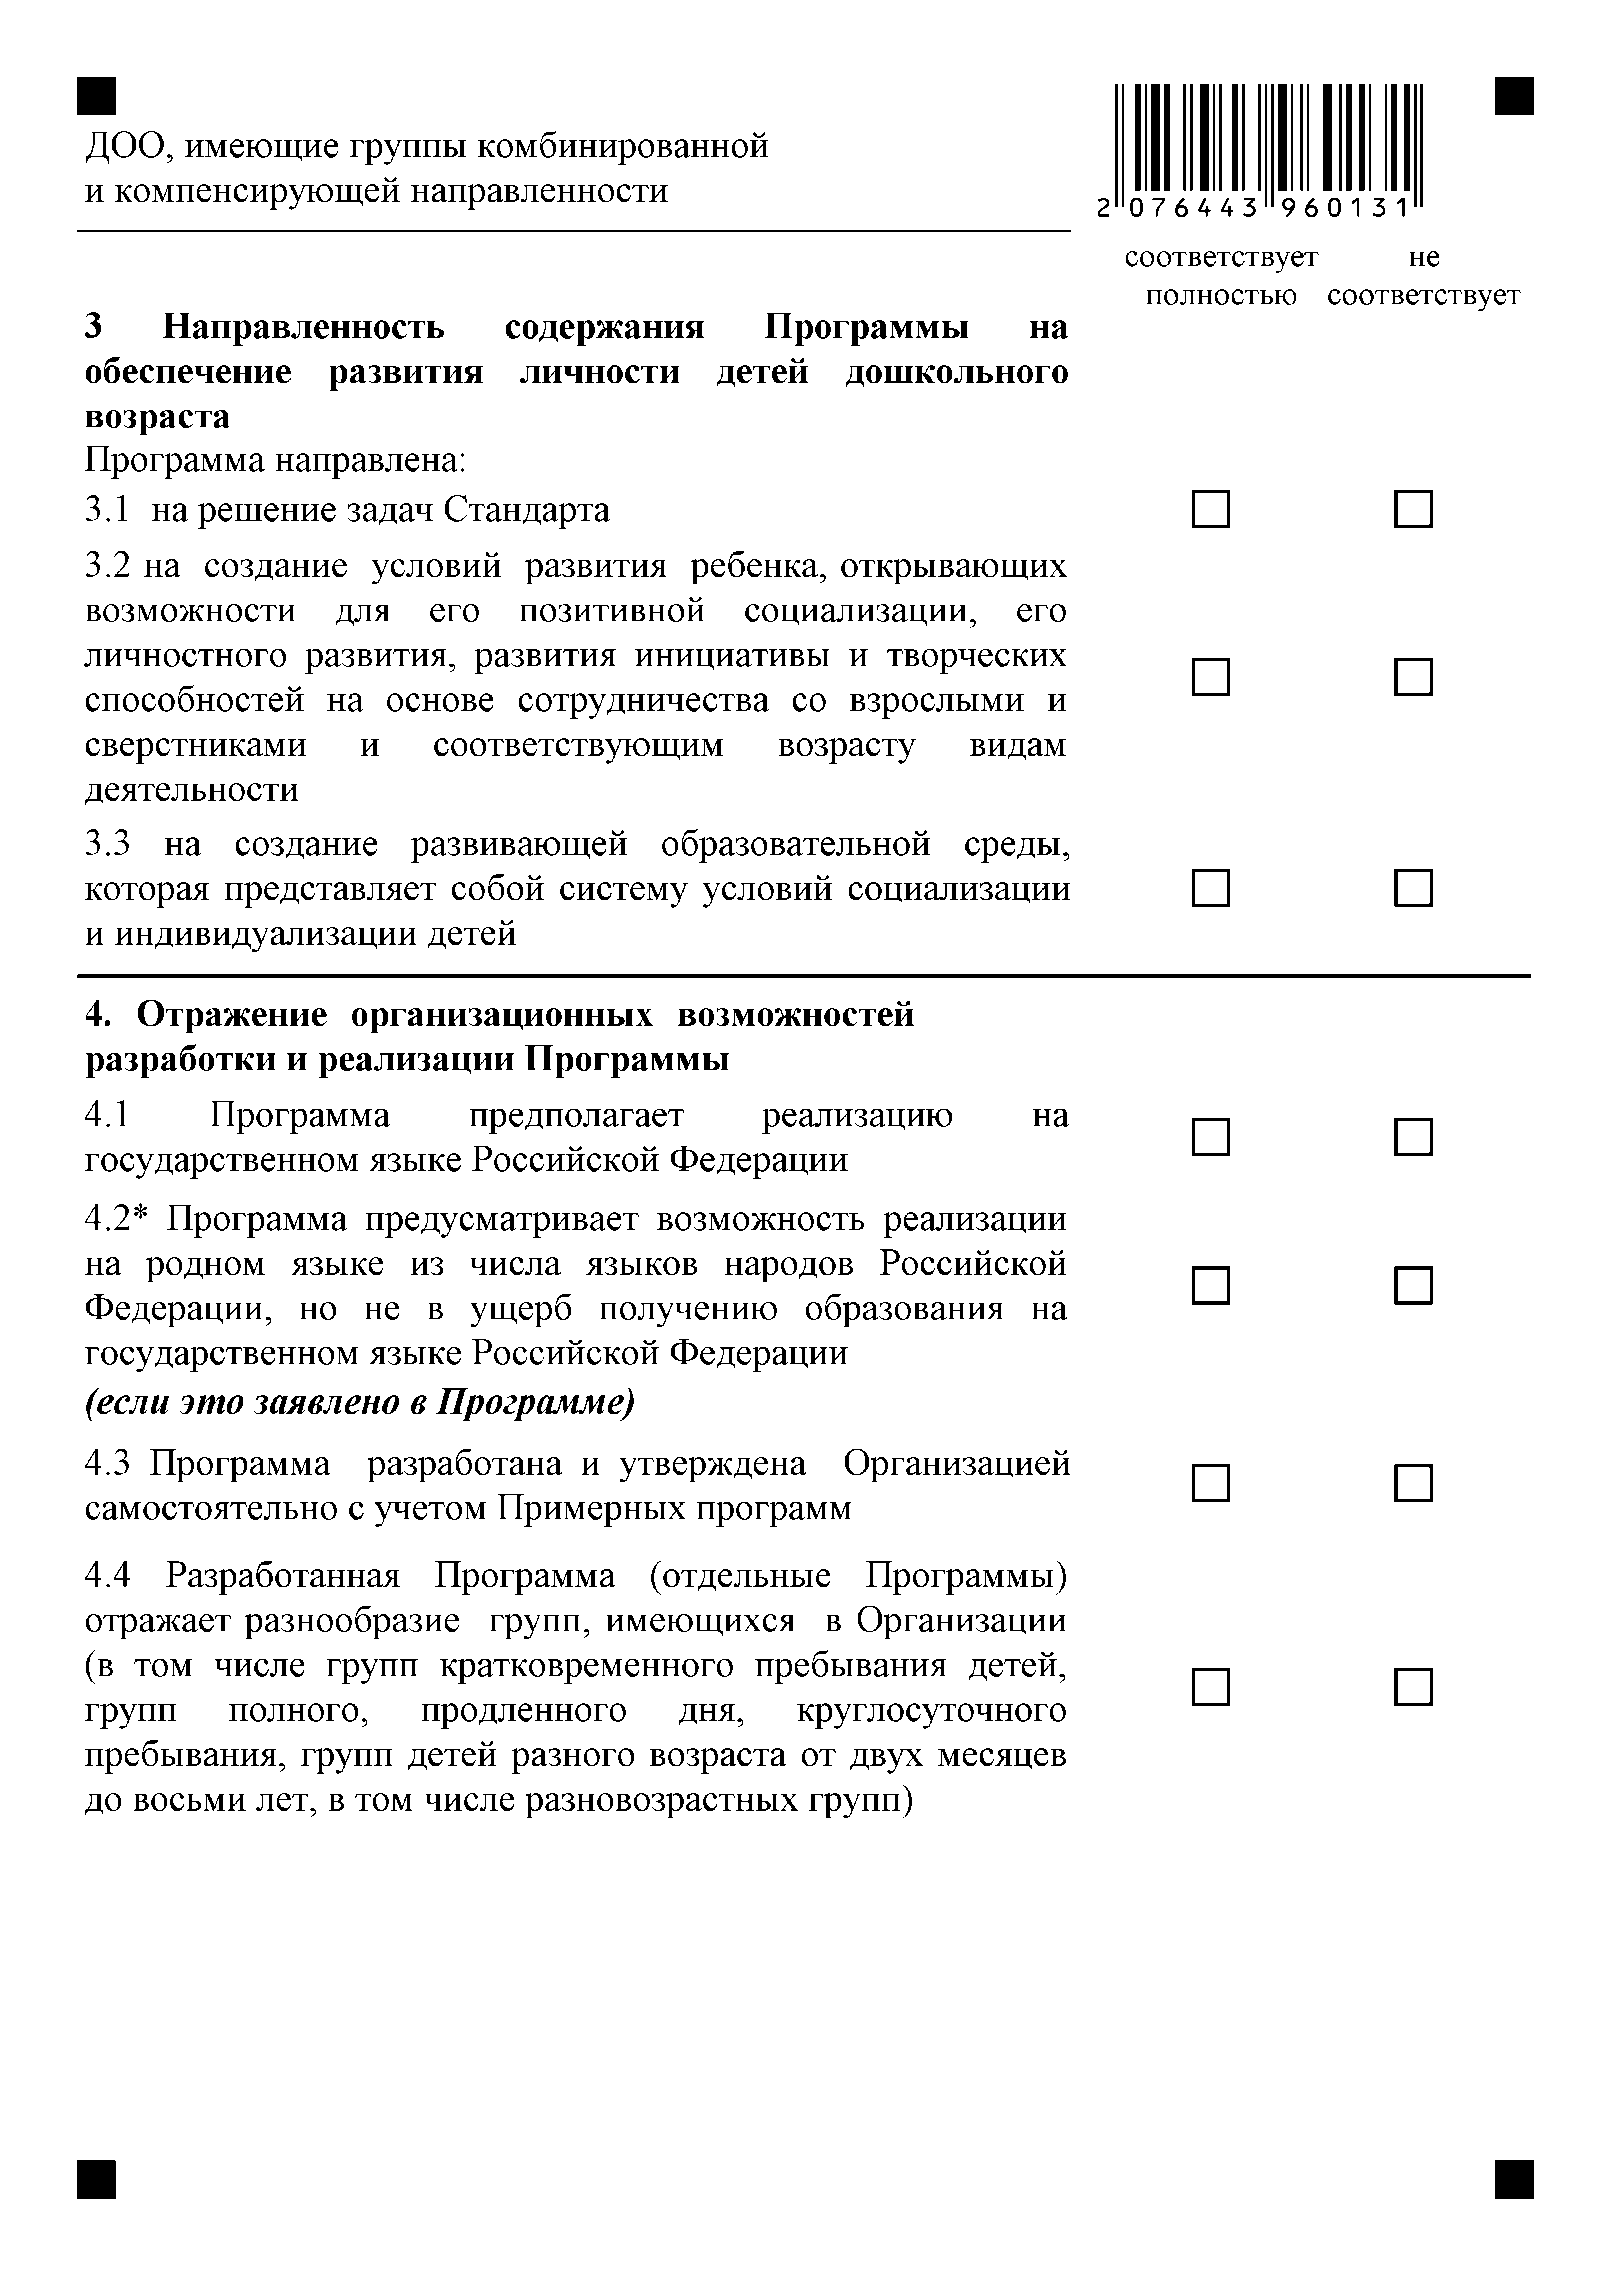 ДОО, имеющие группы комбинированной
и компенсирующей направленности
2 076443 960131
соответствует не
полностью соответствует
3 Направленность содержания Программы на
обеспечение развития личности детей дошкольного
возраста
Программа направлена:
3.1 на решение задач Стандарта
3.2 на создание условий развития ребенка, открывающих
возможности для его позитивной социализации, его
личностного развития, развития инициативы и творческих
способностей на основе сотрудничества со взрослыми и
сверстниками и соответствующим возрасту видам
деятельности
3.3 на создание развивающей образовательной среды,
которая представляет собой систему условий социализации
и индивидуализации детей
4. Отражение организационных возможностей
разработки и реализации Программы
4.1 Программа предполагает реализацию на
государственном языке Российской Федерации
4.2* Программа предусматривает возможность реализации
на родном языке из числа языков народов Российской
Федерации, но не в ущерб получению образования на
государственном языке Российской Федерации
(если это заявлено в Программе)
4.3 Программа разработана и утверждена Организацией
самостоятельно с учетом Примерных программ
4.4 Разработанная Программа (отдельные Программы)
отражает разнообразие групп, имеющихся в Организации
(в том числе групп кратковременного пребывания детей,
групп полного, продленного дня, круглосуточного
пребывания, групп детей разного возраста от двух месяцев
до восьми лет, в том числе разновозрастных групп)